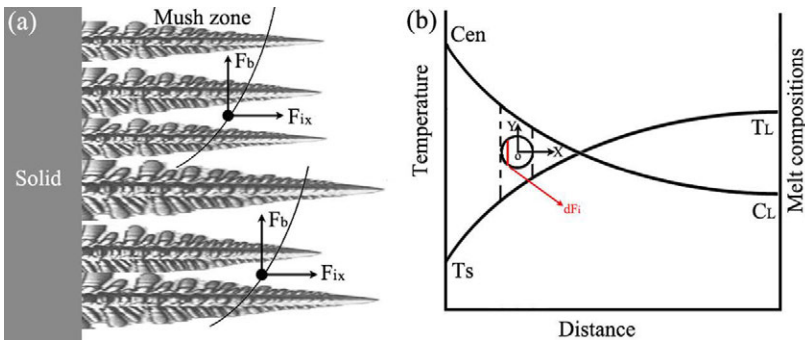 (a)
Mush zone
Fb
Fix
Solid
Fb
Fix
(b)
Cen
Temperature
Y
o
X
dFi
TL
CL
Ts
Melt compositions
Distance